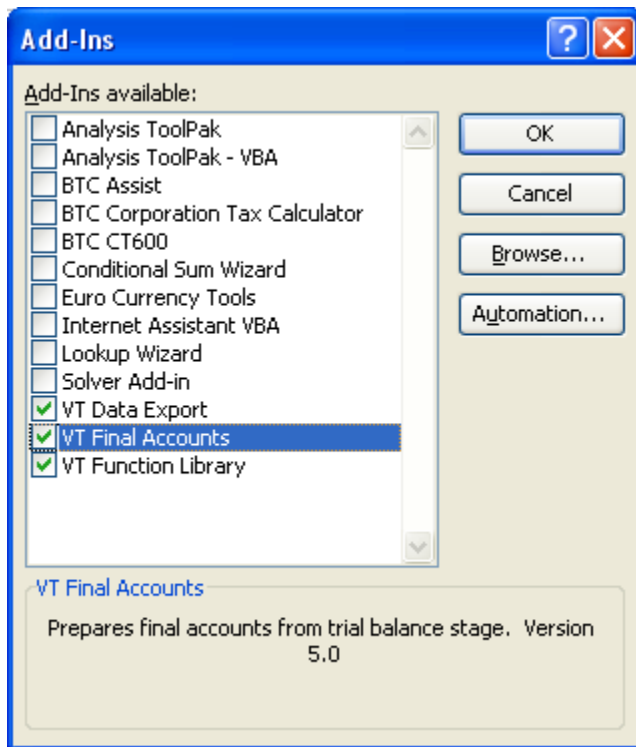 Add-Ins
Add-Ins available:
Analysis ToolPak
Analysis ToolPak - VBA
BTC Assist
BTC Corporation Tax Calculator
BTC CT600
Conditional Sum Wizard
Euro Currency Tools
Internet Assistant VBA
Lookup Wizard
Solver Add-in
VT Data Export
VT Final Accounts
VT Function Library
OK
Cancel
Browse...
Automation...
VT Final Accounts
Prepares final accounts from trial balance stage. Version
5.0